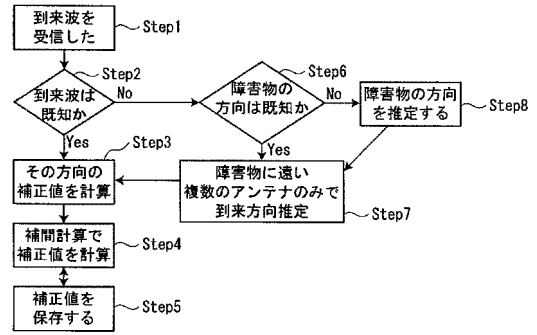 到来波を
受信した
Step1
到来波は
既知か
Step2
No
Yes
障害物の
方向は既知か
Step6
No
Yes
障害物の方向
を推定する
Step8
その方向の
補正値を計算
Step3
障害物に遠い
複数のアンテナのみで
到来方向推定
Step7
補間計算で
補正値を計算
Step4
補正値を
保存する
Step5